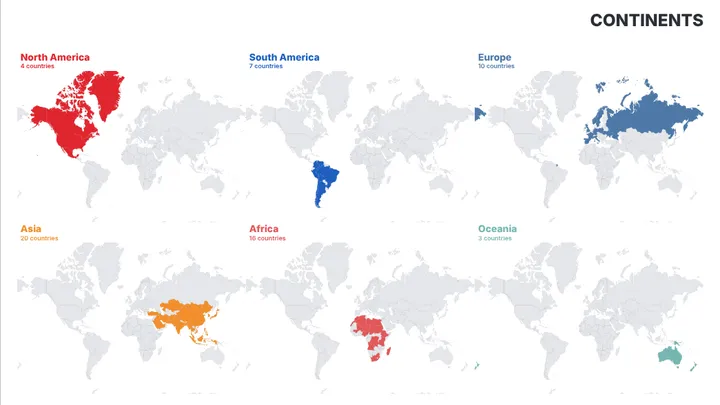 CONTINENTS
North America
4 countries
South America
7 countries
Europe
10 countries
Asia
20 countries
Africa
16 countries
Oceania
3 countries